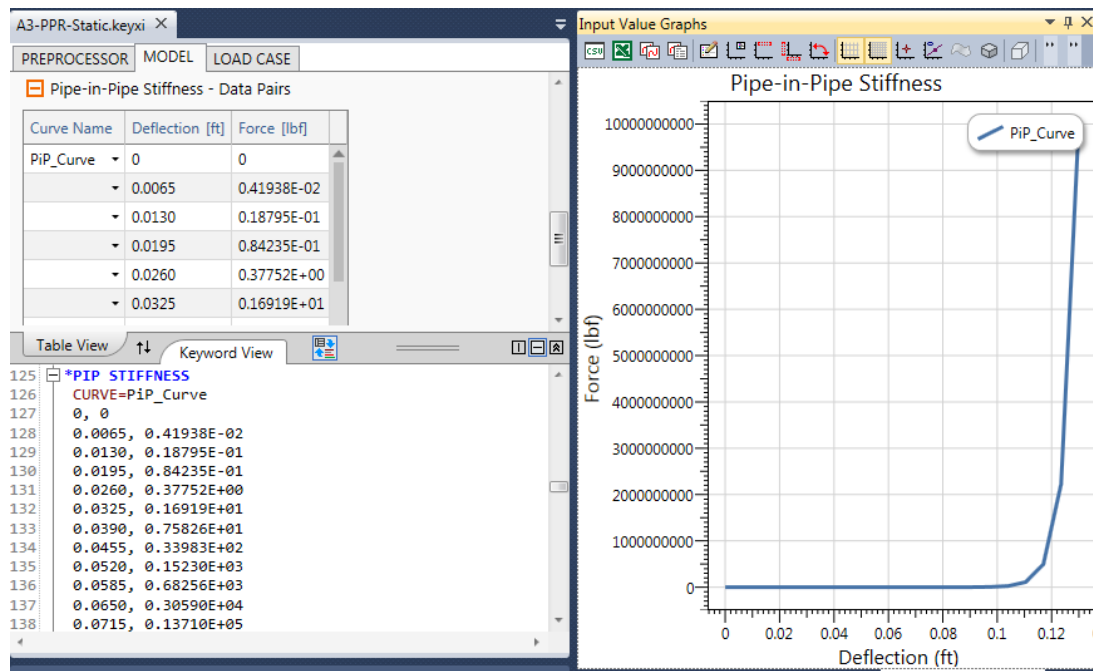 A3-PPR-Static.keyxi
PREPROCESSOR MODEL LOAD CASE
Pipe-in-Pipe Stiffness - Data Pairs
Curve Name Deflection [ft] Force [lbf]
PiP_Curve 0 0
0.0065 0.41938E-02
0.0130 0.18795E-01
0.0195 0.84235E-01
0.0260 0.37752E+00
0.0325 0.16919E+01
Table View Keyword View
125 *PIP STIFFNESS
126 CURVE=PiP_Curve
127 0, 0
128 0.0065, 0.41938E-02
129 0.0130, 0.18795E-01
130 0.0195, 0.84235E-01
131 0.0260, 0.37752E+00
132 0.0325, 0.16919E+01
133 0.0390, 0.75826E+01
134 0.0455, 0.33983E+02
135 0.0520, 0.15230E+03
136 0.0585, 0.68256E+03
137 0.0650, 0.30590E+04
138 0.0715, 0.13710E+05
Input Value Graphs
CSV
Pipe-in-Pipe Stiffness
PiP_Curve
10000000000
9000000000
8000000000
7000000000
6000000000
5000000000
4000000000
3000000000
2000000000
1000000000
0
Force (lbf)
0 0.02 0.04 0.06 0.08 0.1 0.12
Deflection (ft)